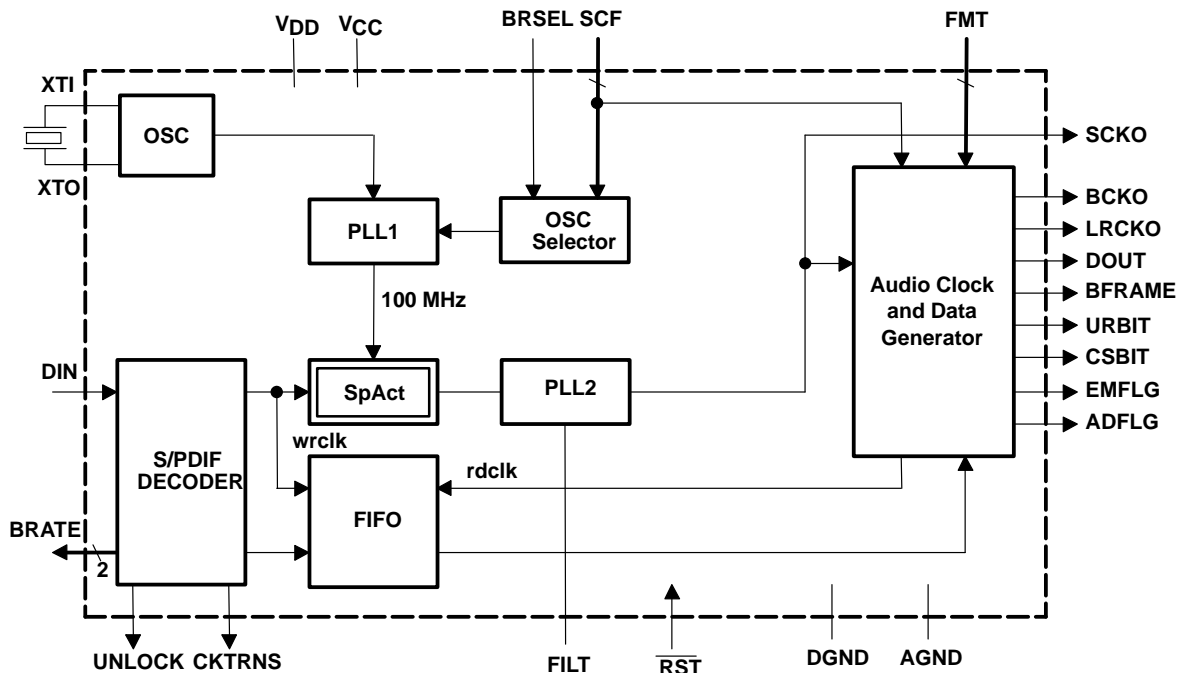 VDD
VCC
BRSEL SCF
FMT
XTI
OSC
XTO
SCKO
PLL1
OSC
Selector
BCKO
LRCKO
DOUT
BFRAME
URBIT
CSBIT
EMFLG
ADFLG
Audio Clock
and Data
Generator
100 MHz
DIN
SpAct
PLL2
wrclk
S/PDIF
DECODER
rdclk
FIFO
BRATE
2
UNLOCK CKTRNS
FILT
RST
DGND
AGND